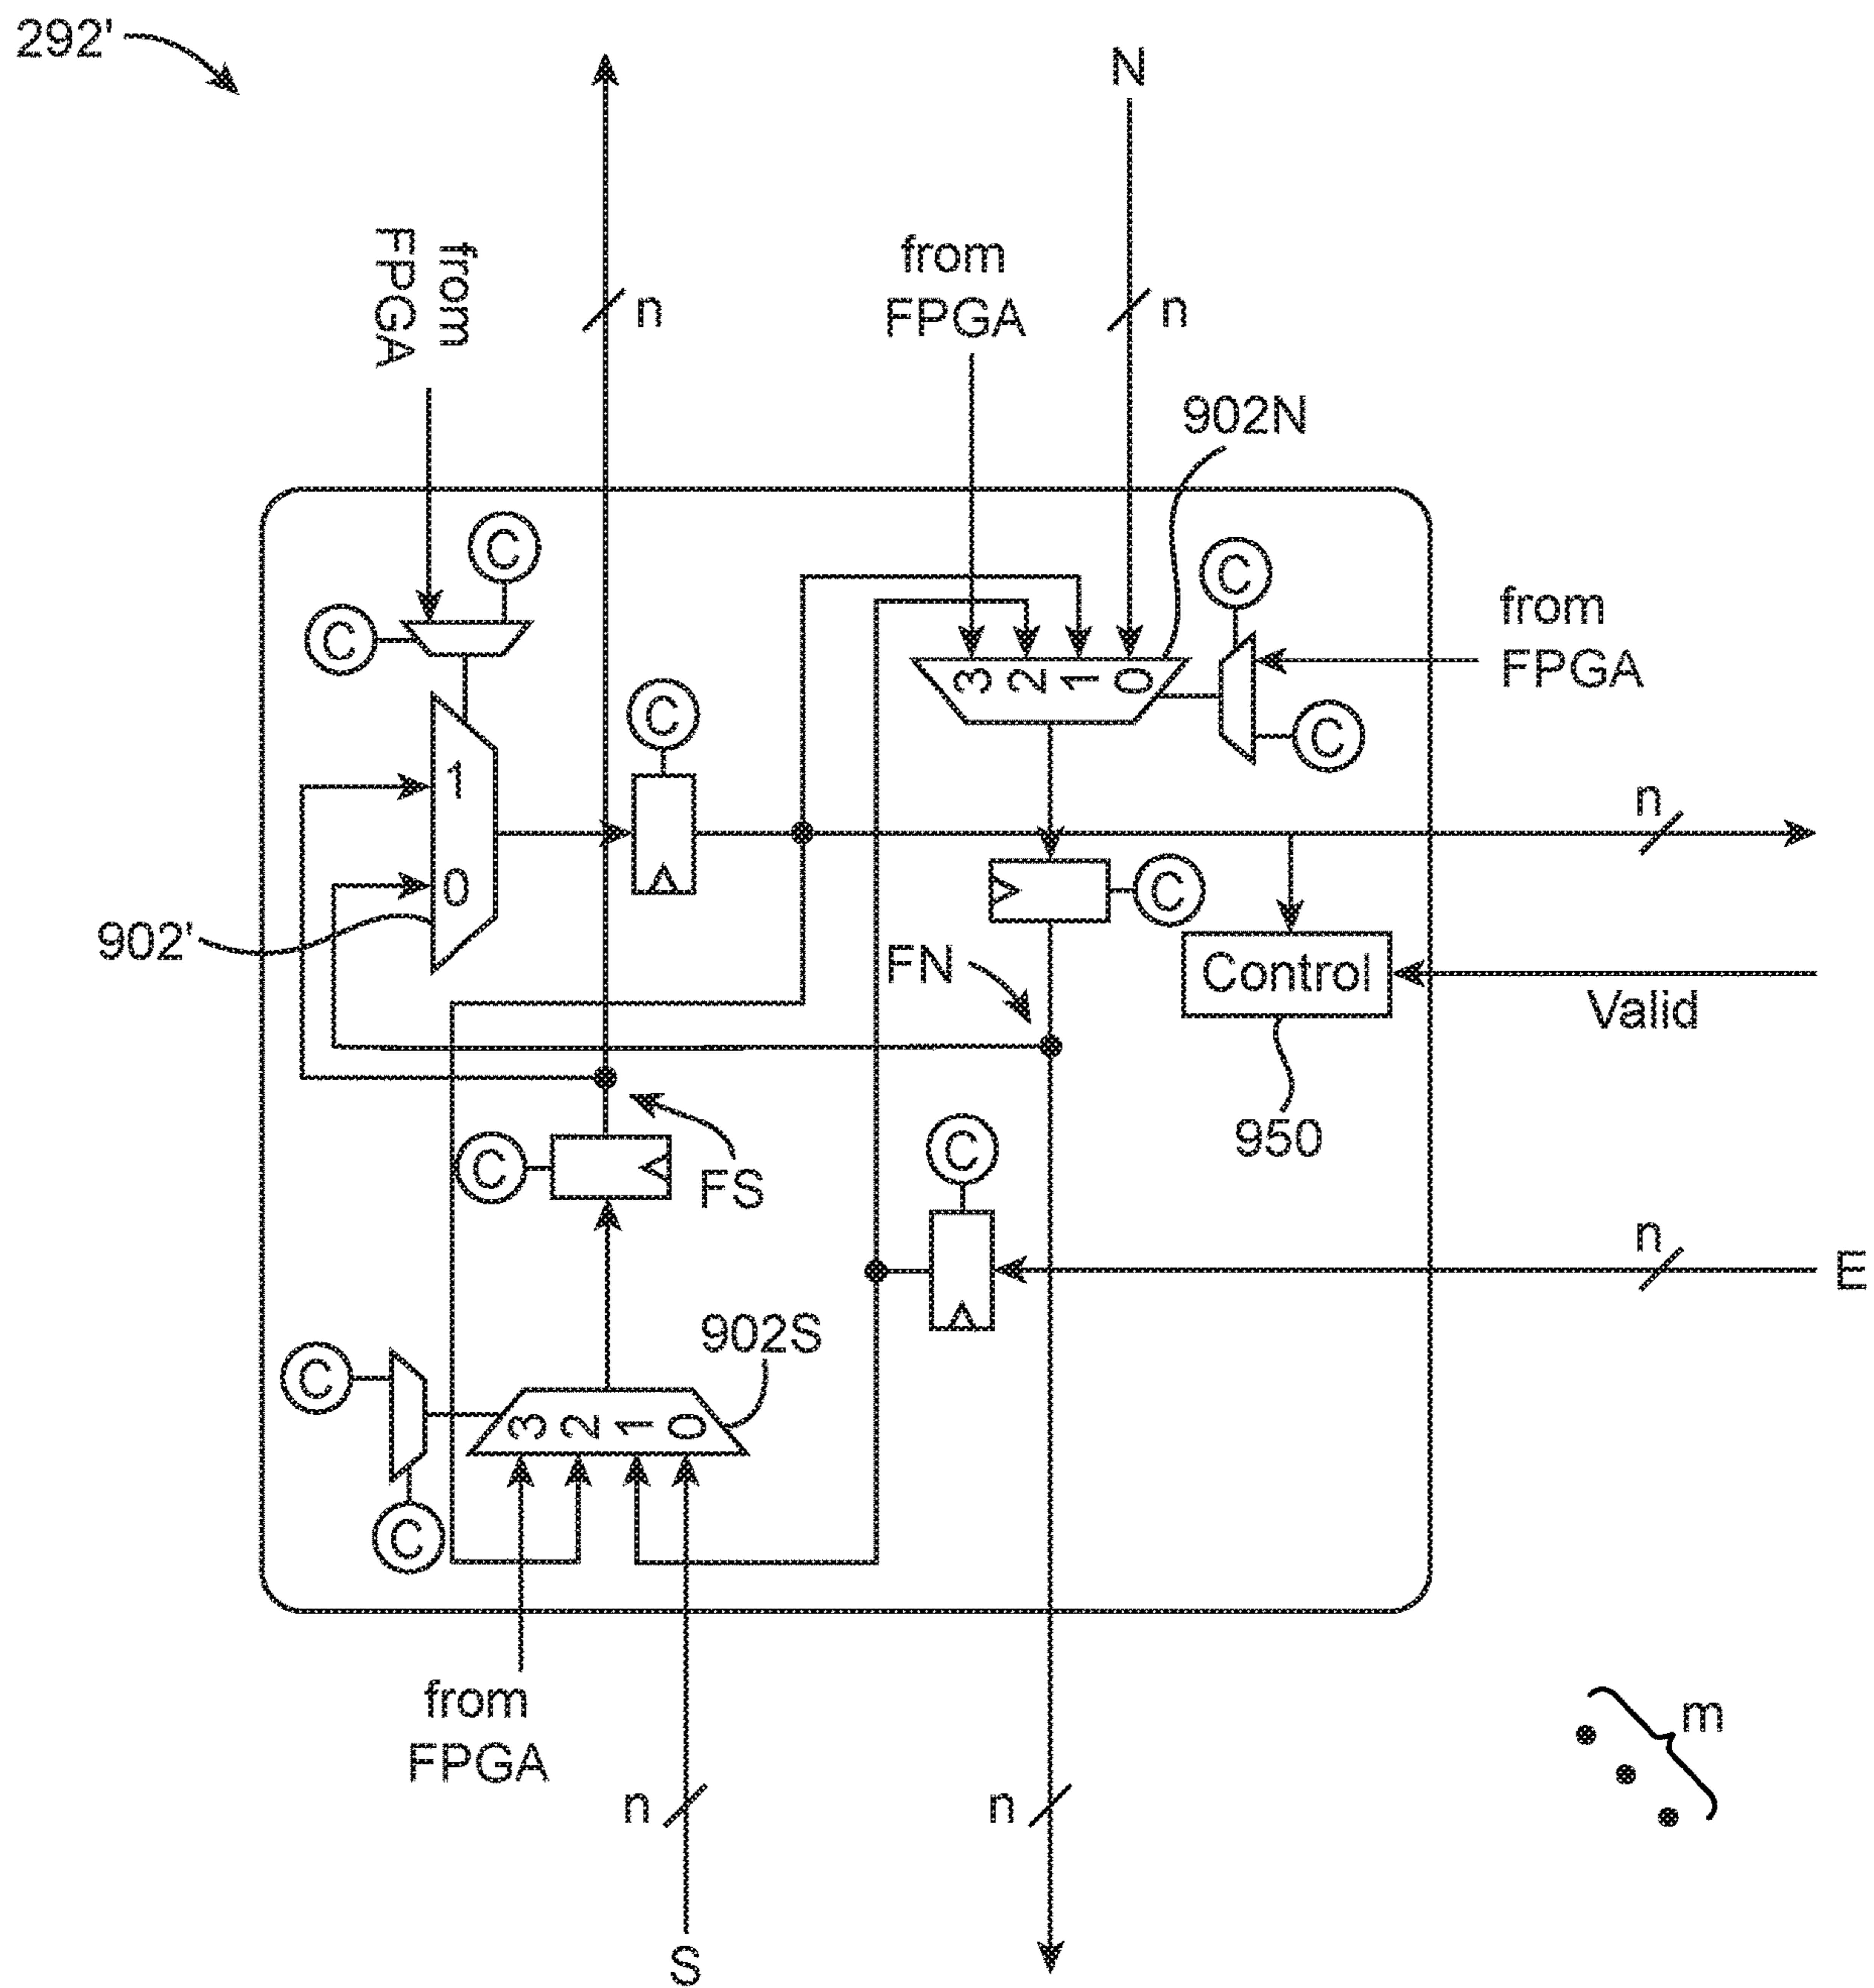 292'
N
from
FPGA
n
from
FPGA
n
902N
C
C
C
from
FPGA
3 2 1 0
C
C
1
n
0
C
902'
FN
Control
Valid
C
950
C
FS
n
E
902S
C
3 2 1 0
C
from
FPGA
m
n
n
S